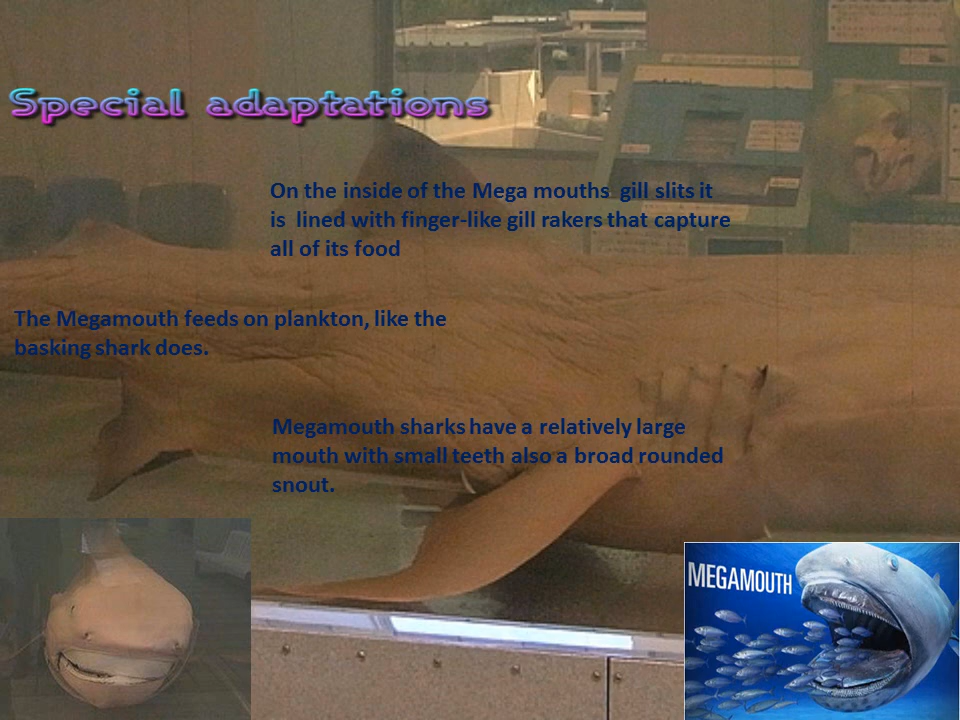 Special adaptations
On the inside of the Mega mouths  gill slits it
is  lined with finger-like gill rakers that capture
all of its food
The Megamouth feeds on plankton, like the
basking shark does.
Megamouth sharks have a relatively large
mouth with small teeth also a broad rounded
snout.
MEGAMOUTH